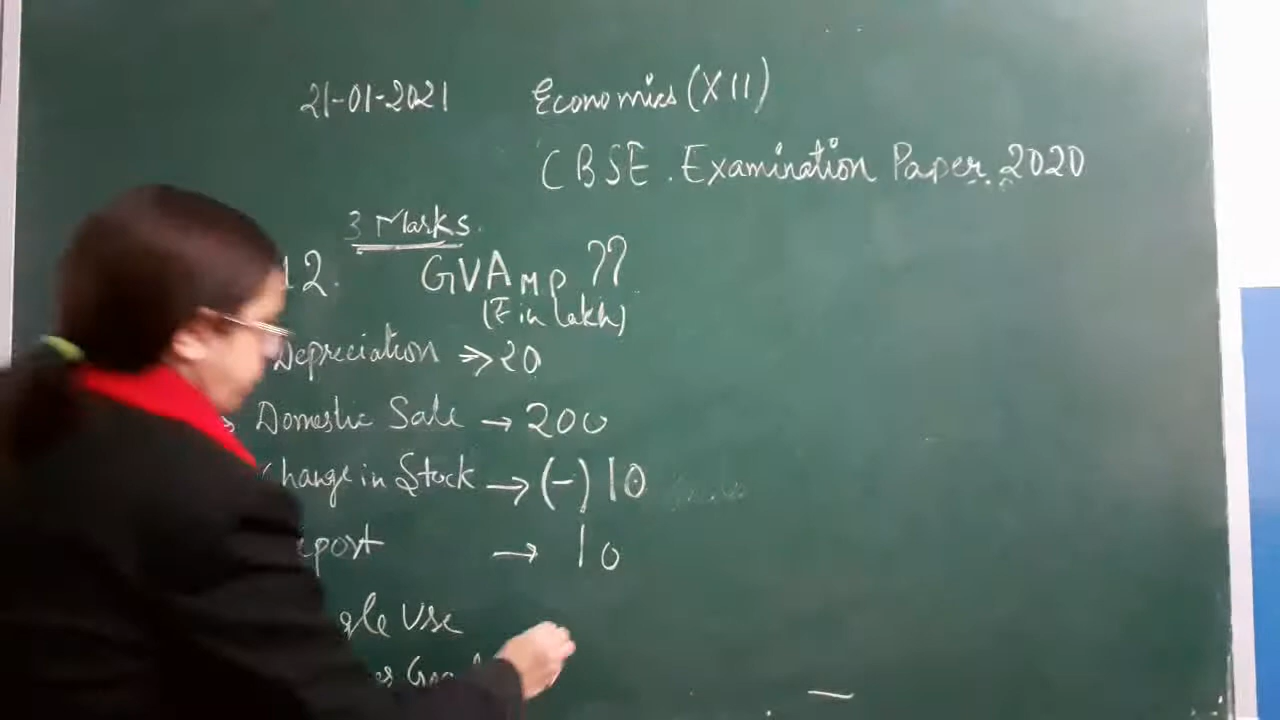 21-01-2021 Economics (XII)
CBSE. Examination Paper. 2020
3 Marks.
12. GVA MP ??
(₹ in lakh)
Depreciation → 20
Domestic Sale → 200
Change in Stock → (-) 10
→ 10
Use